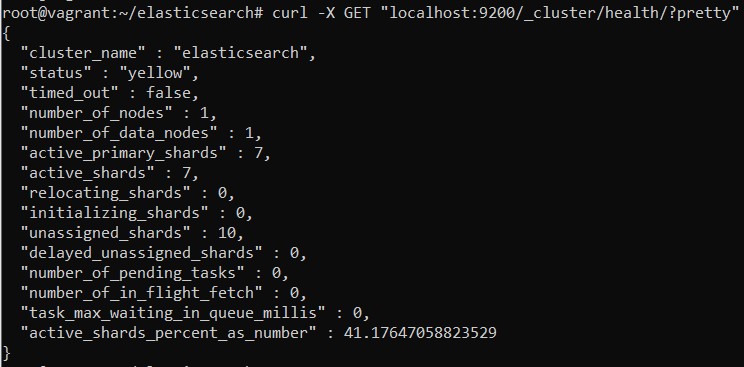 root@vagrant:~/elasticsearch# curl -X GET "localhost:9200/_cluster/health/?pretty"
{
  "cluster_name" : "elasticsearch",
  "status" : "yellow",
  "timed_out" : false,
  "number_of_nodes" : 1,
  "number_of_data_nodes" : 1,
  "active_primary_shards" : 7,
  "active_shards" : 7,
  "relocating_shards" : 0,
  "initializing_shards" : 0,
  "unassigned_shards" : 10,
  "delayed_unassigned_shards" : 0,
  "number_of_pending_tasks" : 0,
  "number_of_in_flight_fetch" : 0,
  "task_max_waiting_in_queue_millis" : 0,
  "active_shards_percent_as_number" : 41.17647058823529
}